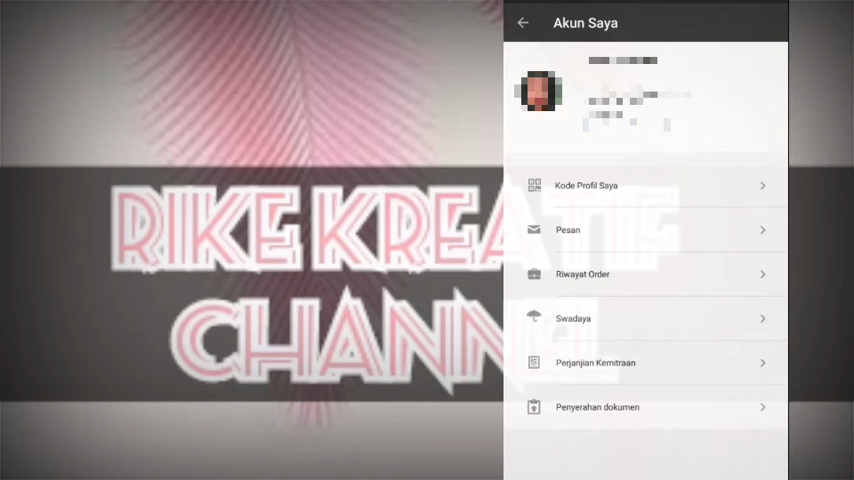 Akun Saya
RIKE KREATIF
CHANNEL
Kode Profil Saya
Pesan
Riwayat Order
Swadaya
Perjanjian Kemitraan
Penyerahan dokumen